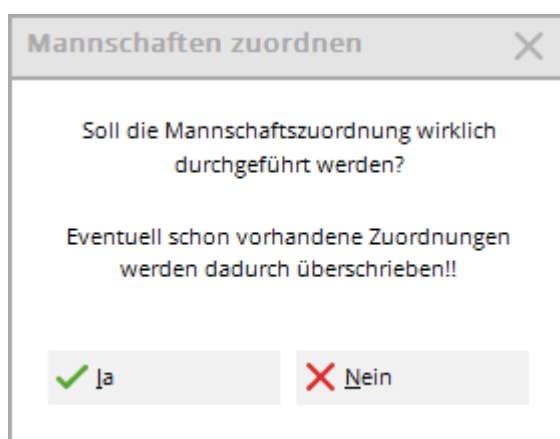 Mannschaften zuordnen
Soll die Mannschaftszuordnung wirklich
durchgeführt werden?
Eventuell schon vorhandene Zuordnungen
werden dadurch überschrieben!!
Ja
Nein